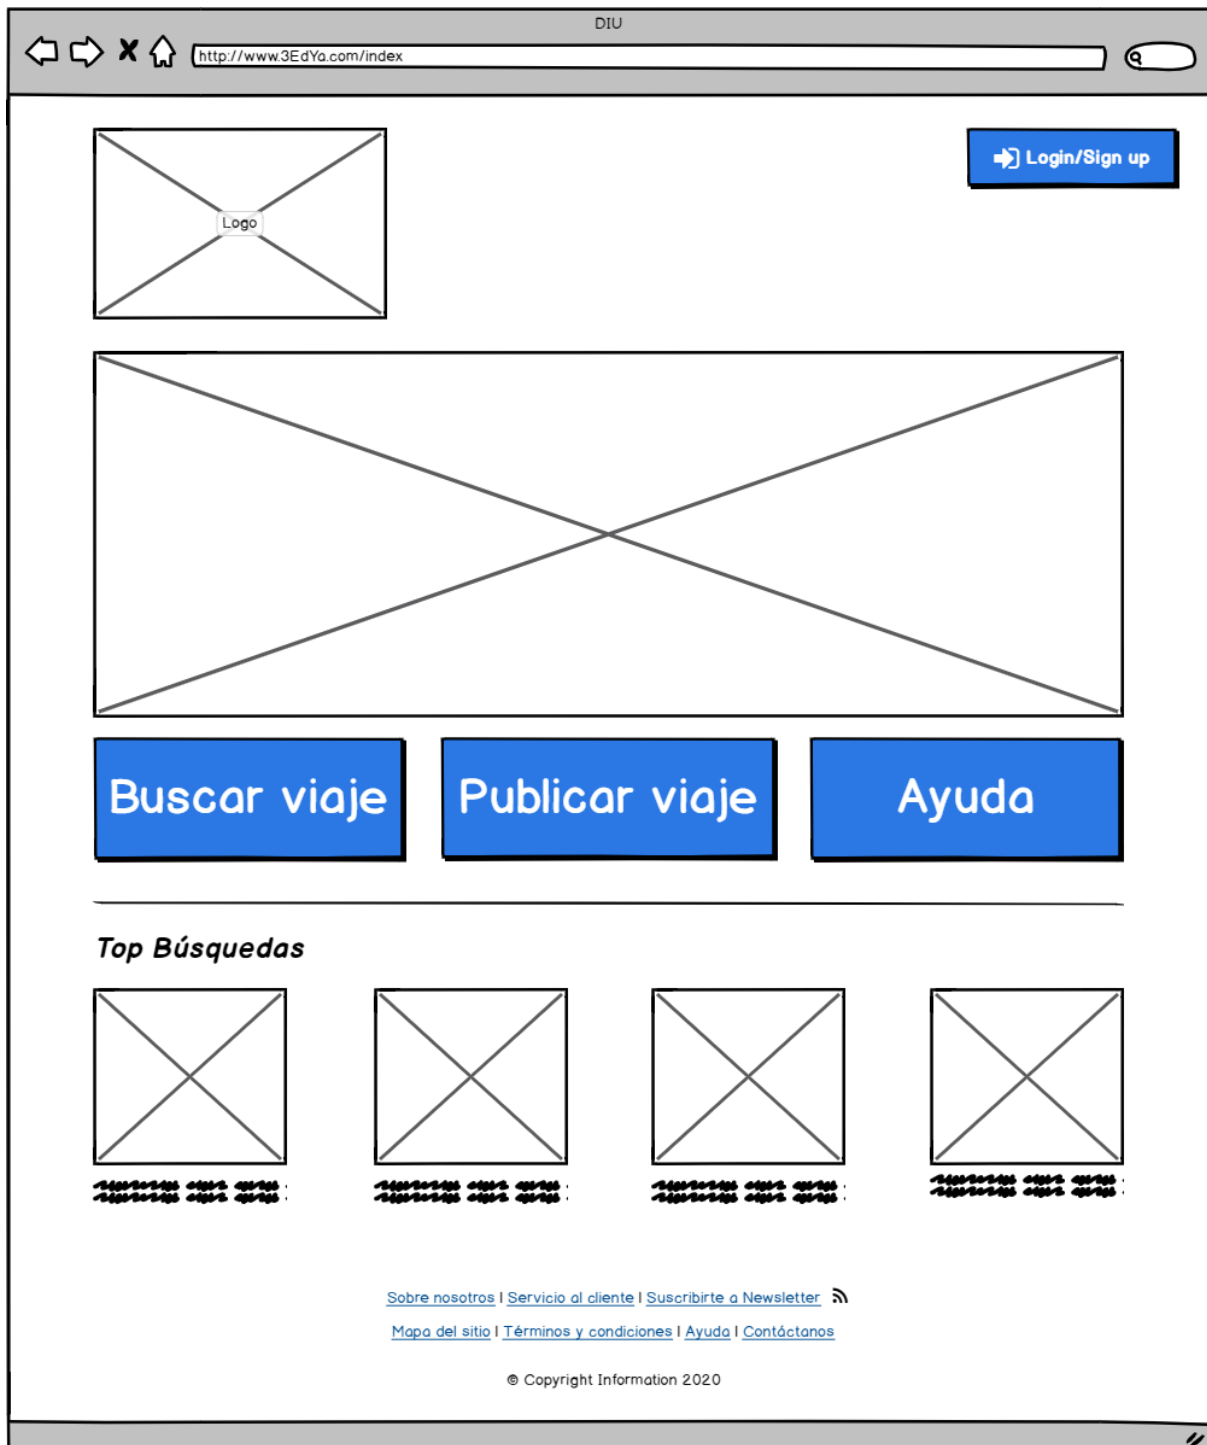 DIU
http://www.3EdYa.com/index
Login/Sign up
Logo
Buscar viaje
Publicar viaje
Ayuda
Top Búsquedas
Sobre nosotros | Servicio al cliente | Suscribirte a Newsletter
Mapa del sitio | Términos y condiciones | Ayuda | Contáctanos
© Copyright Information 2020